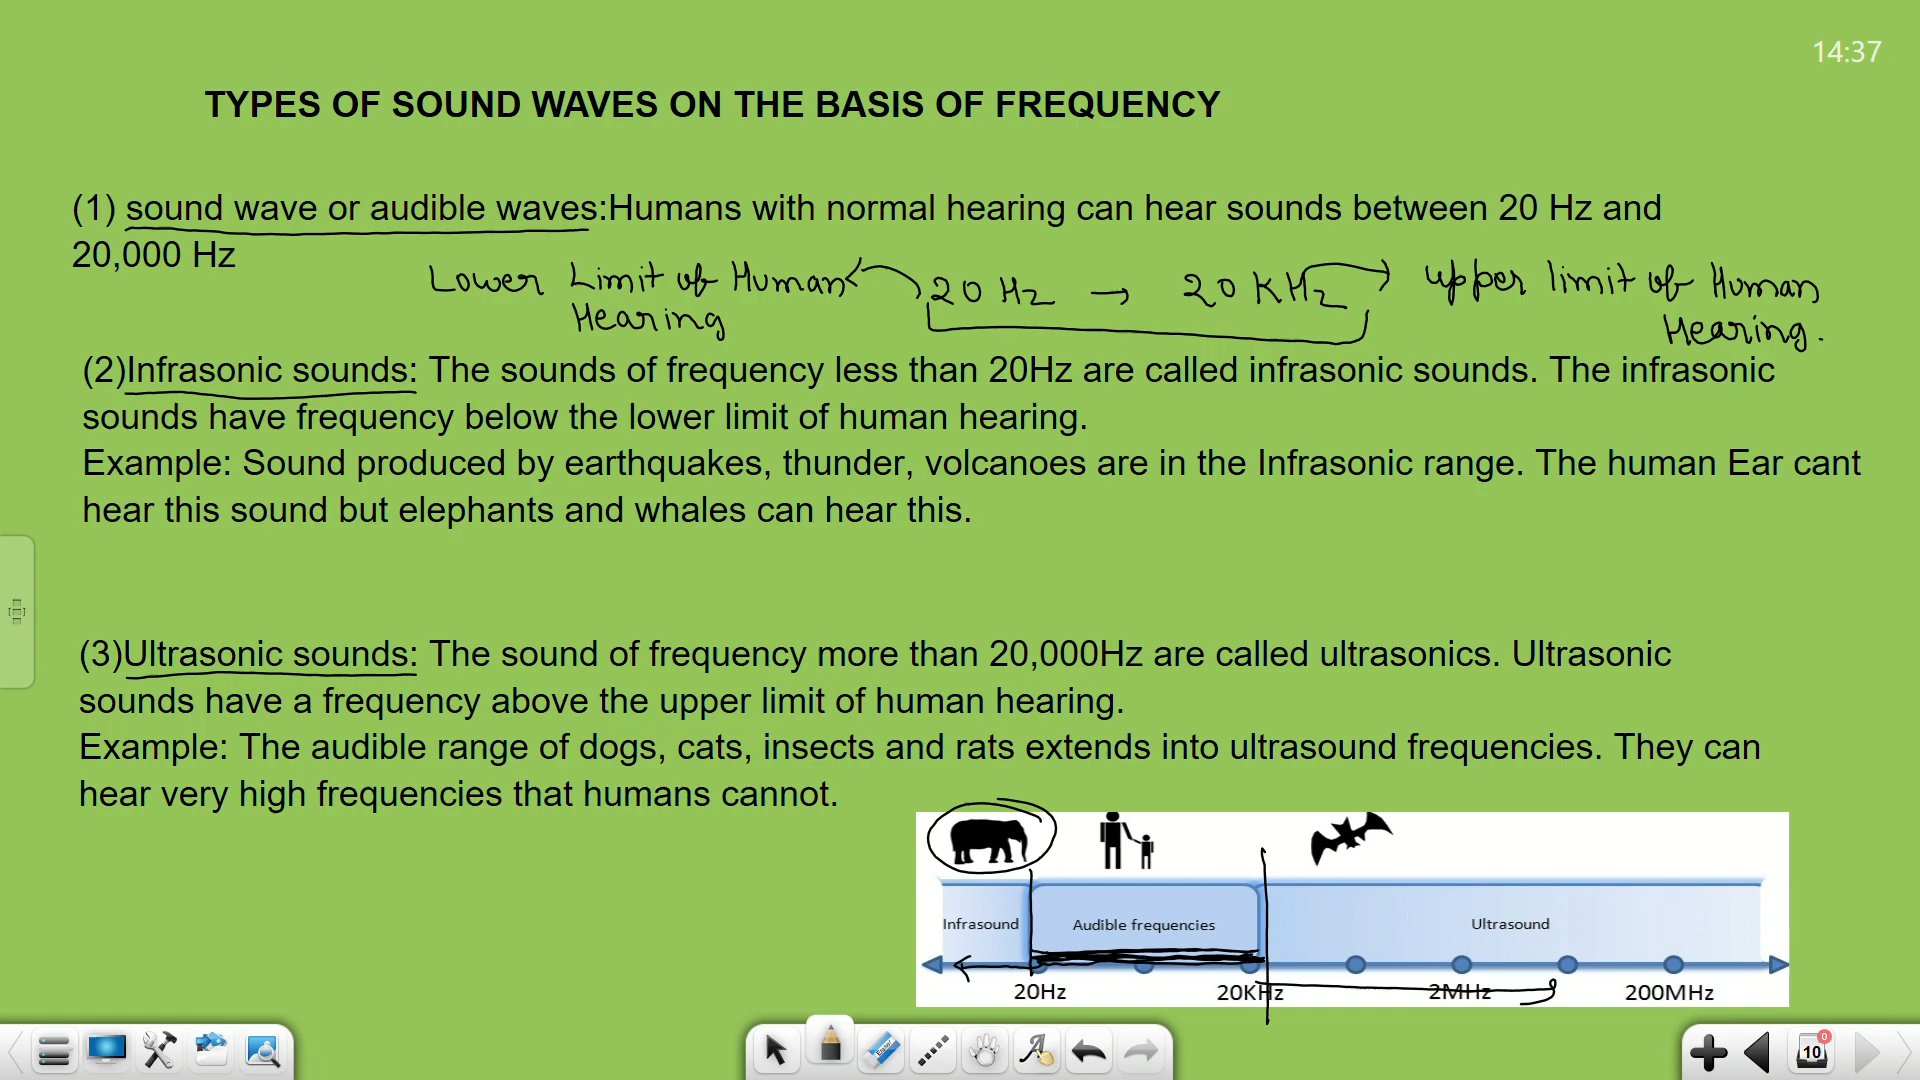 14:37
TYPES OF SOUND WAVES ON THE BASIS OF FREQUENCY
(1) sound wave or audible waves:Humans with normal hearing can hear sounds between 20 Hz and
20,000 Hz
Lower Limit of Human 20 Hz → 20 KHz upper limit of Human
Hearing Hearing.
(2)Infrasonic sounds: The sounds of frequency less than 20Hz are called infrasonic sounds. The infrasonic
sounds have frequency below the lower limit of human hearing.
Example: Sound produced by earthquakes, thunder, volcanoes are in the Infrasonic range. The human Ear cant
hear this sound but elephants and whales can hear this.
(3)Ultrasonic sounds: The sound of frequency more than 20,000Hz are called ultrasonics. Ultrasonic
sounds have a frequency above the upper limit of human hearing.
Example: The audible range of dogs, cats, insects and rats extends into ultrasound frequencies. They can
hear very high frequencies that humans cannot.
Infrasound Audible frequencies Ultrasound
20Hz 20KHz 2MHz 200MHz
Eraser A 10 0